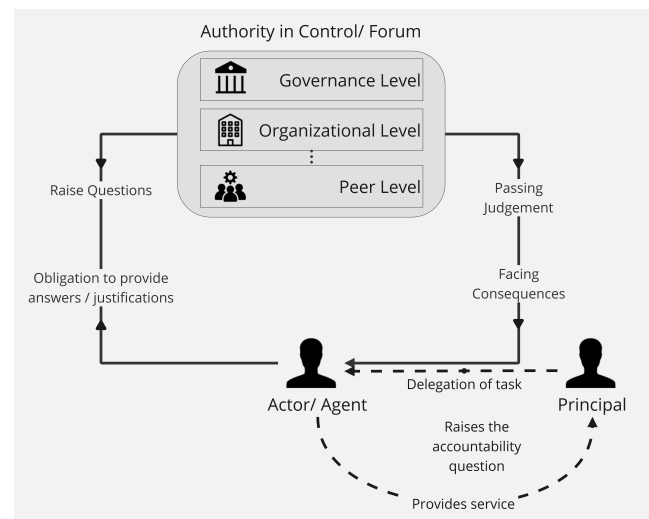 Authority in Control/ Forum
Governance Level
Organizational Level
Peer Level
Raise Questions
Passing
Judgement
Obligation to provide
answers / justifications
Facing
Consequences
Delegation of task
Actor/ Agent
Principal
Raises the
accountability
question
Provides service